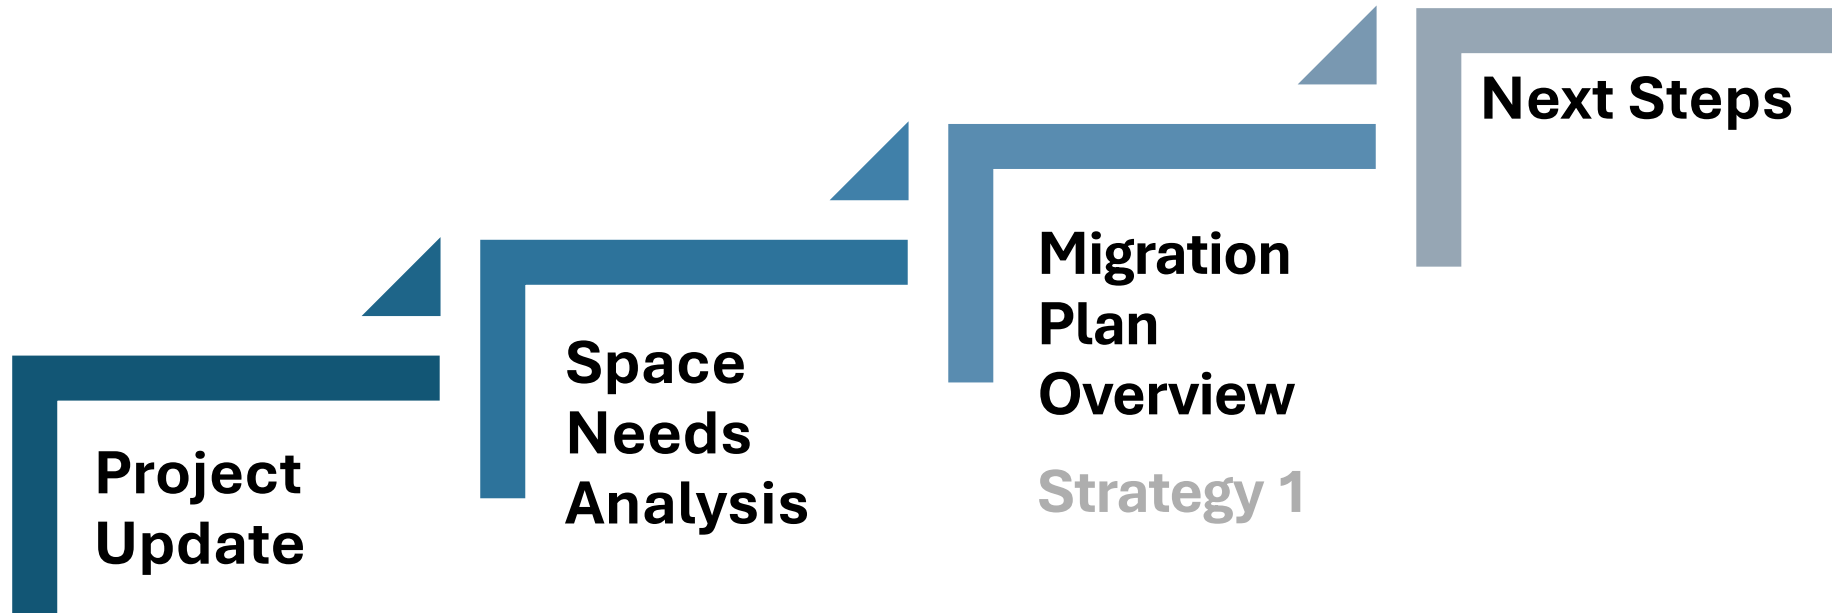 Project
Update
Space
Needs
Analysis
Migration
Plan
Overview
Strategy 1
Next Steps